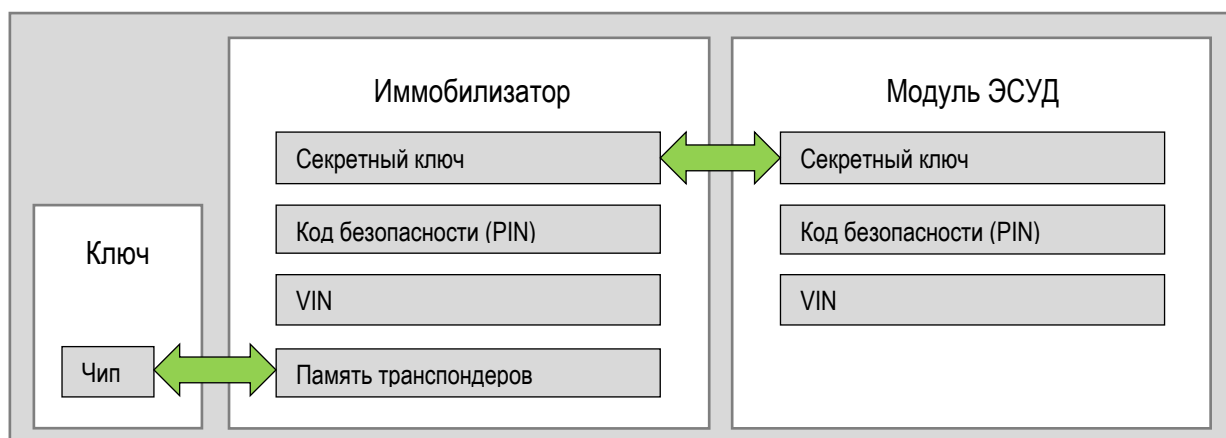 Иммобилизатор
Модуль ЭСУД
Секретный ключ
Секретный ключ
Код безопасности (PIN)
Код безопасности (PIN)
Ключ
VIN
VIN
Чип
Память транспондеров